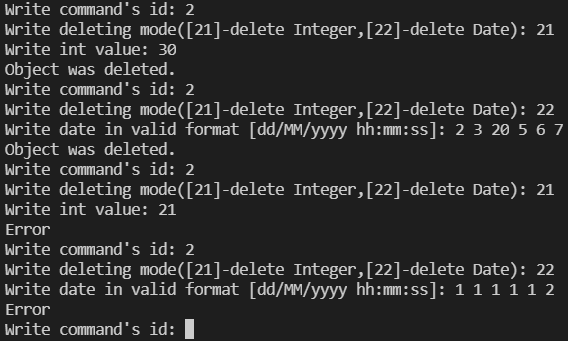 Write command's id: 2
Write deleting mode([21]-delete Integer,[22]-delete Date): 21
Write int value: 30
Object was deleted.
Write command's id: 2
Write deleting mode([21]-delete Integer,[22]-delete Date): 22
Write date in valid format [dd/MM/yyyy hh:mm:ss]: 2 3 20 5 6 7
Object was deleted.
Write command's id: 2
Write deleting mode([21]-delete Integer,[22]-delete Date): 21
Write int value: 21
Error
Write command's id: 2
Write deleting mode([21]-delete Integer,[22]-delete Date): 22
Write date in valid format [dd/MM/yyyy hh:mm:ss]: 1 1 1 1 1 2
Error
Write command's id: